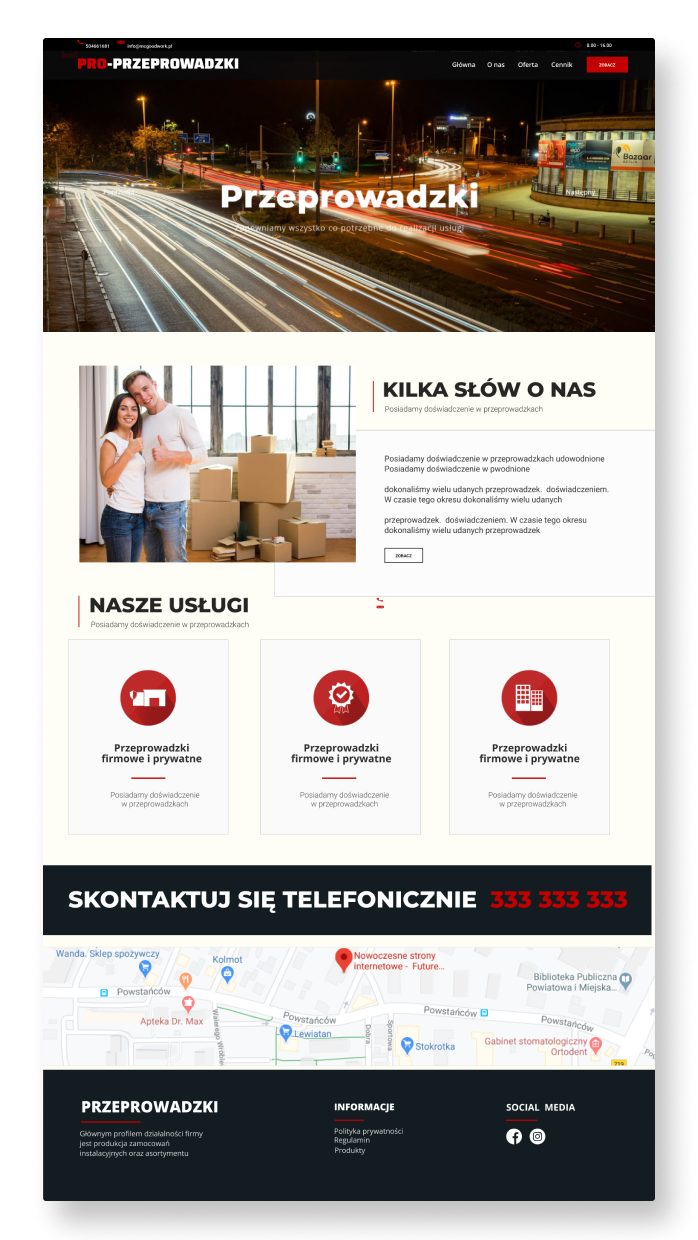 504661691 info@mcgoodwork.pl 8.00 - 16.00
PRO-PRZEPROWADZKI
Główna O nas Oferta Cennik ZOBACZ
Bazaar
BERLIN
Przeprowadzki
Następny
Zapewniamy wszystko co potrzebne do realizacji usługi
KILKA SŁÓW O NAS
Posiadamy doświadczenie w przeprowadzkach
Posiadamy doświadczenie w przeprowadzkach udowodnione
Posiadamy doświadczenie w pwodnione
dokonaliśmy wielu udanych przeprowadzek. doświadczeniem.
W czasie tego okresu dokonaliśmy wielu udanych
przeprowadzek. doświadczeniem. W czasie tego okresu
dokonaliśmy wielu udanych przeprowadzek
ZOBACZ
NASZE USŁUGI
Posiadamy doświadczenie w przeprowadzkach
Przeprowadzki
firmowe i prywatne
Posiadamy doświadczenie
w przeprowadzkach
Przeprowadzki
firmowe i prywatne
Posiadamy doświadczenie
w przeprowadzkach
Przeprowadzki
firmowe i prywatne
Posiadamy doświadczenie
w przeprowadzkach
SKONTAKTUJ SIĘ TELEFONICZNIE 333 333 333
Wanda. Sklep spożywczy
Kolmot
Nowoczesne strony
internetowe - Future...
Biblioteka Publiczna
Powiatowa i Miejska...
Powstańców
Apteka Dr. Max
Powstańców
Lewiatan
Dobra
Sportowa
Powstańców
Powstańców
Stokrotka
Gabinet stomatologiczny
Ortodent
PRZEPROWADZKI
Głównym profilem działalności firmy
jest produkcja zamocowań
instalacyjnych oraz asortymentu
INFORMACJE
Polityka prywatności
Regulamin
Produkty
SOCIAL MEDIA